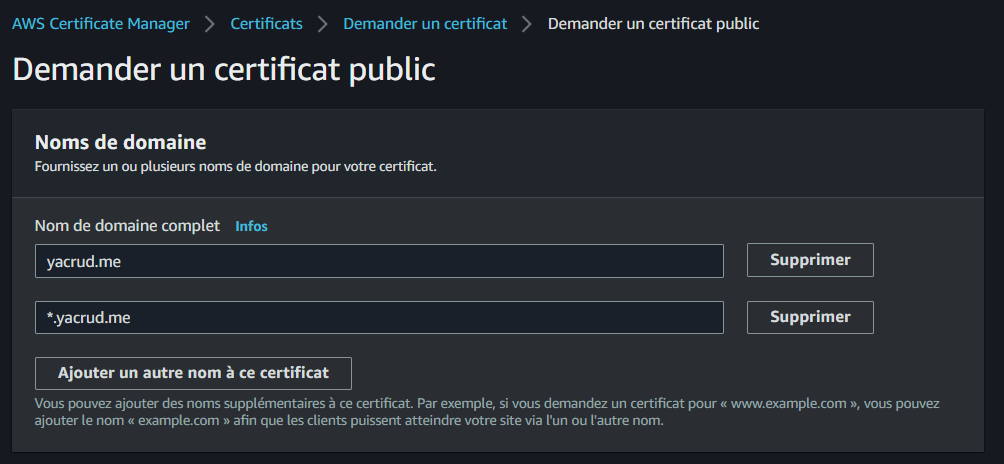 AWS Certificate Manager > Certificats > Demander un certificat > Demander un certificat public
Demander un certificat public
Noms de domaine
Fournissez un ou plusieurs noms de domaine pour votre certificat.
Nom de domaine complet Infos
yacrud.me Supprimer
*.yacrud.me Supprimer
Ajouter un autre nom à ce certificat
Vous pouvez ajouter des noms supplémentaires à ce certificat. Par exemple, si vous demandez un certificat pour « www.example.com », vous pouvez
ajouter le nom « example.com » afin que les clients puissent atteindre votre site via l'un ou l'autre nom.